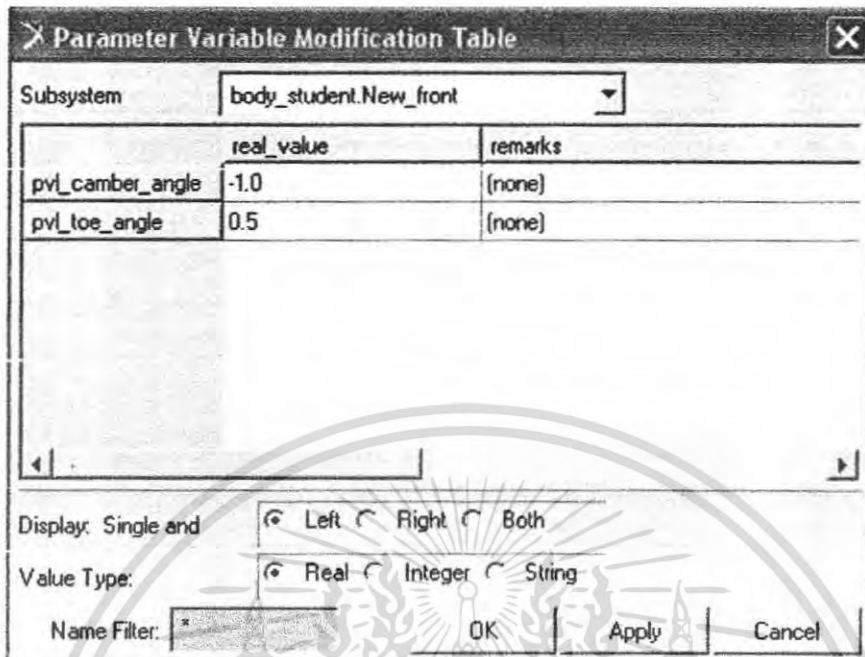 Parameter Variable Modification Table
Subsystem body_student.New_front
real_value remarks
pvl_camber_angle -1.0 (none)
pvl_toe_angle 0.5 (none)
Display: Single and Left Right Both
Value Type: Real Integer String
Name Filter: * OK Apply Cancel